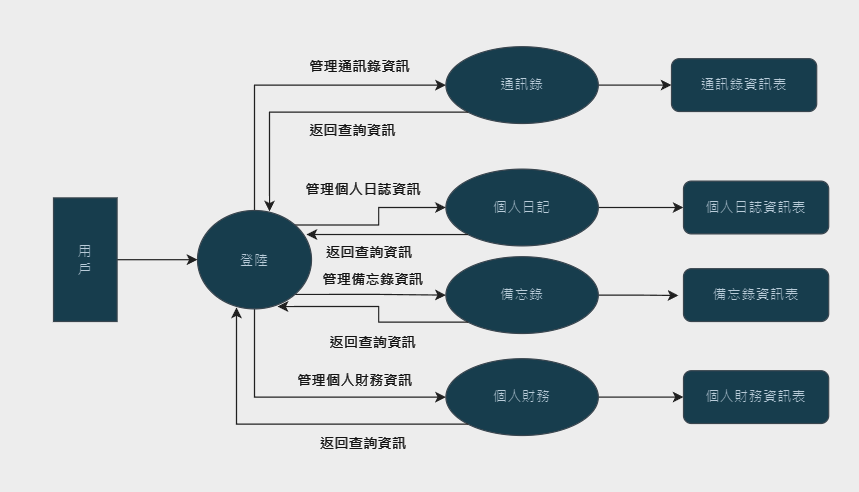 管理通訊錄資訊
通訊錄
通訊錄資訊表
返回查詢資訊
管理個人日誌資訊
個人日記
個人日誌資訊表
用
戶
登陸
返回查詢資訊
管理備忘錄資訊
備忘錄
備忘錄資訊表
返回查詢資訊
管理個人財務資訊
個人財務
個人財務資訊表
返回查詢資訊